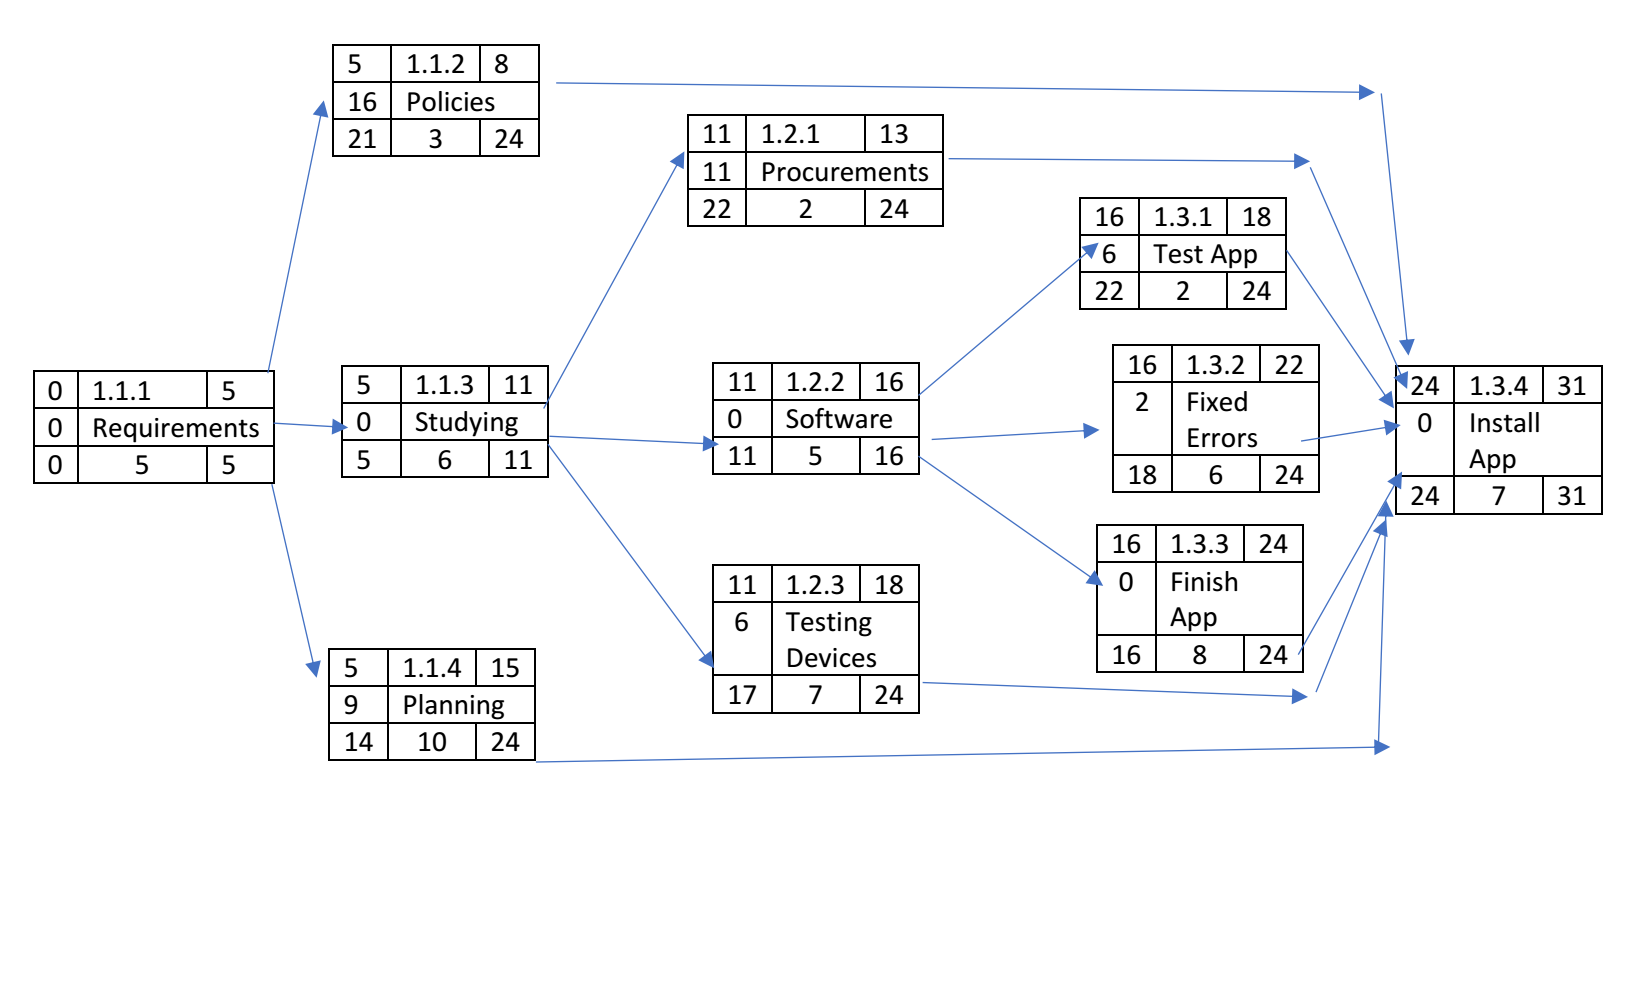 5 1.1.2 8
16 Policies
21 3 24
11 1.2.1 13
11 Procurements
22 2 24
16 1.3.1 18
6 Test App
22 2 24
0 1.1.1 5
0 Requirements
0 5 5
5 1.1.3 11
0 Studying
5 6 11
11 1.2.2 16
0 Software
11 5 16
16 1.3.2 22
2 Fixed
Errors
18 6 24
24 1.3.4 31
0 Install
App
24 7 31
16 1.3.3 24
0 Finish
App
16 8 24
11 1.2.3 18
6 Testing
Devices
17 7 24
5 1.1.4 15
9 Planning
14 10 24